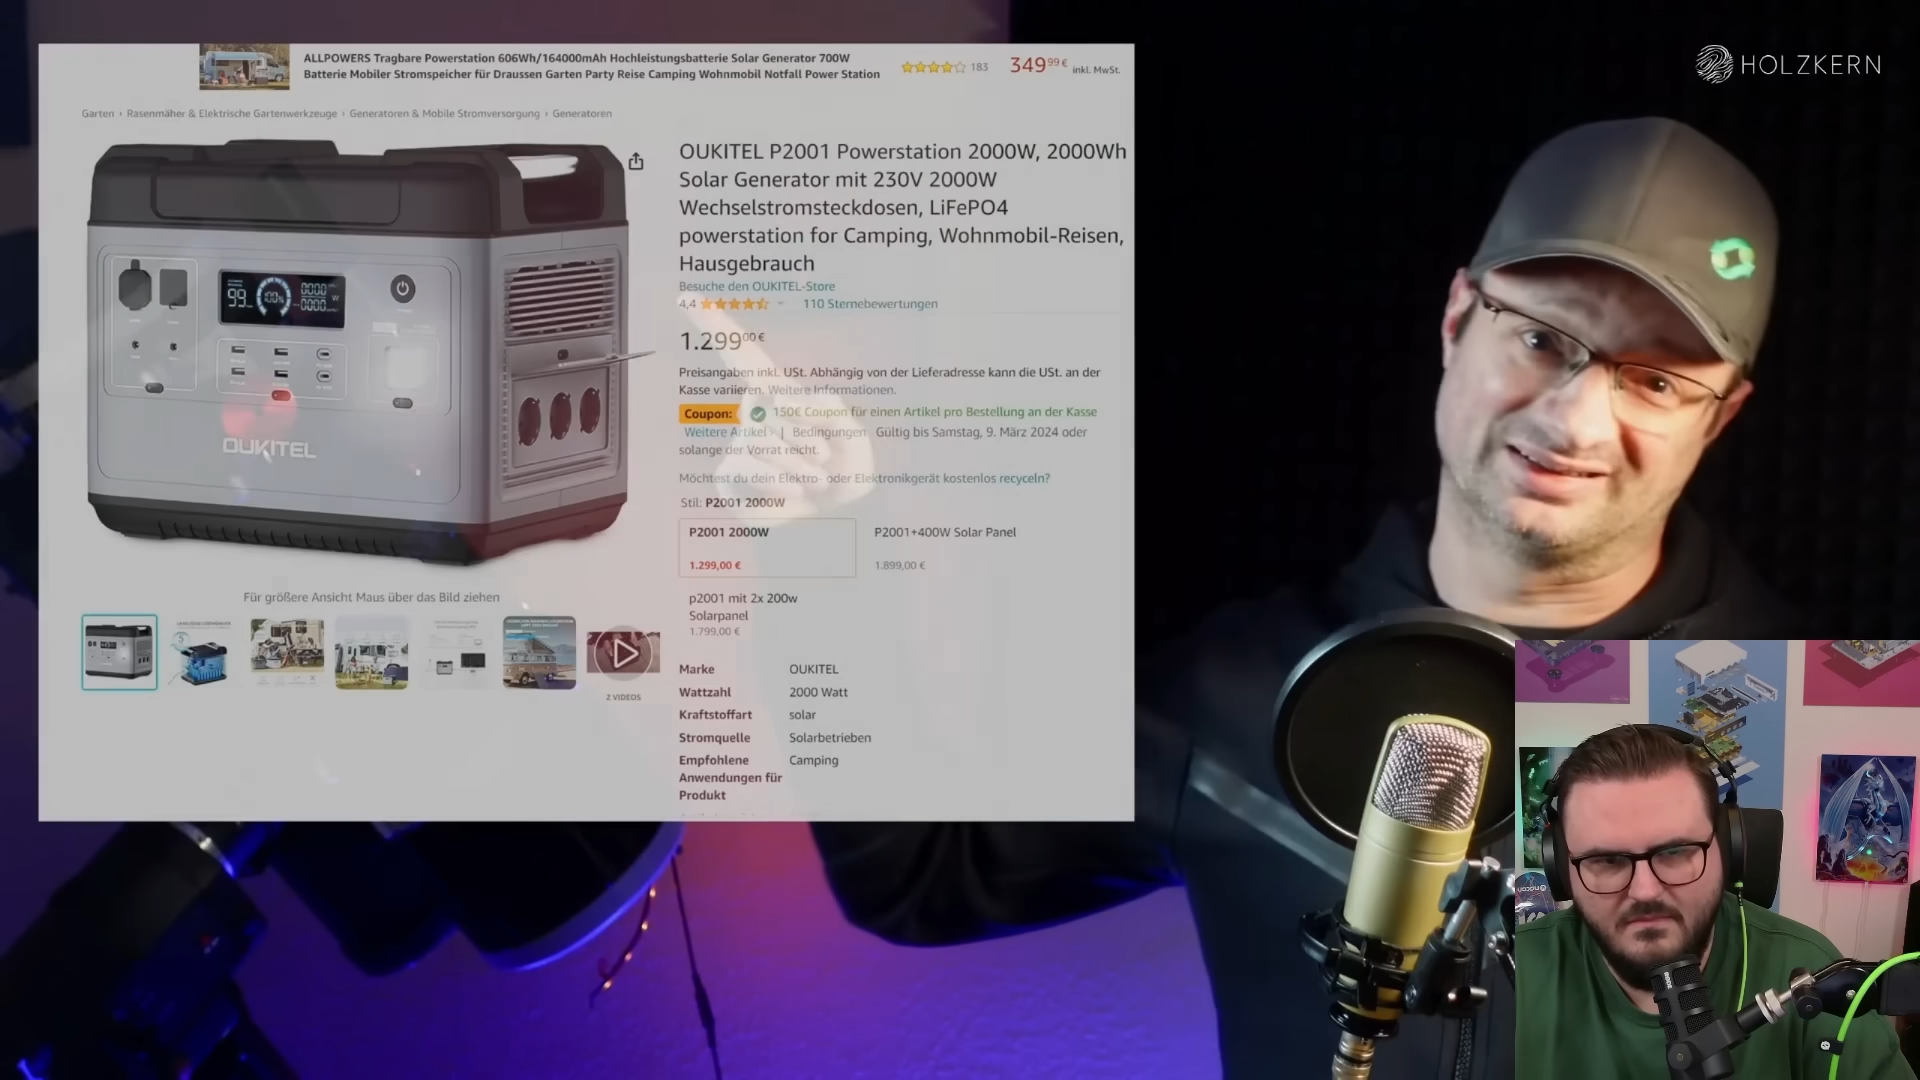 HOLZKERN
ALLPOWERS Tragbare Powerstation 606Wh/164000mAh Hochleistungsbatterie Solar Generator 700W
Batterie Mobiler Stromspeicher für Draussen Garten Party Reise Camping Wohnmobil Notfall Power Station
183
349 99 € inkl. MwSt.
Garten › Rasenmäher & Elektrische Gartenwerkzeuge › Generatoren & Mobile Stromversorgung › Generatoren
OUKITEL P2001 Powerstation 2000W, 2000Wh
Solar Generator mit 230V 2000W
Wechselstromsteckdosen, LiFePO4
powerstation for Camping, Wohnmobil-Reisen,
Hausgebrauch
Besuche den OUKITEL-Store
4,4 110 Sternebewertungen
1.299 00 €
Preisangaben inkl. USt. Abhängig von der Lieferadresse kann die USt. an der
Kasse variieren. Weitere Informationen.
Coupon: 150€ Coupon für einen Artikel pro Bestellung an der Kasse
Weitere Artikel › | Bedingungen Gültig bis Samstag, 9. März 2024 oder
solange der Vorrat reicht.
Möchtest du dein Elektro- oder Elektronikgerät kostenlos recyceln?
Stil: P2001 2000W
P2001 2000W
1.299,00 €
P2001+400W Solar Panel
1.899,00 €
p2001 mit 2x 200w
Solarpanel
1.799,00 €
Marke OUKITEL
Wattzahl 2000 Watt
Kraftstoffart solar
Stromquelle Solarbetrieben
Empfohlene Camping
Anwendungen für
Produkt
99
100%
OUKITEL
Für größere Ansicht Maus über das Bild ziehen
2 VIDEOS